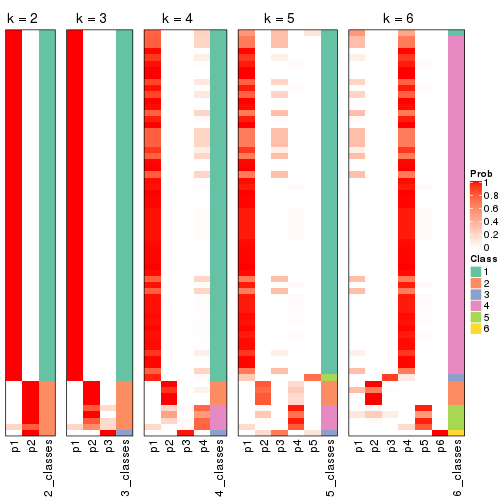 k = 2
k = 3
k = 4
k = 5
k = 6
p1
p2
2_classes
p1
p2
p3
3_classes
p1
p2
p3
p4
4_classes
p1
p2
p3
p4
p5
5_classes
p1
p2
p3
p4
p5
p6
6_classes
Prob
1
0.8
0.6
0.4
0.2
0
Class
1
2
3
4
5
6